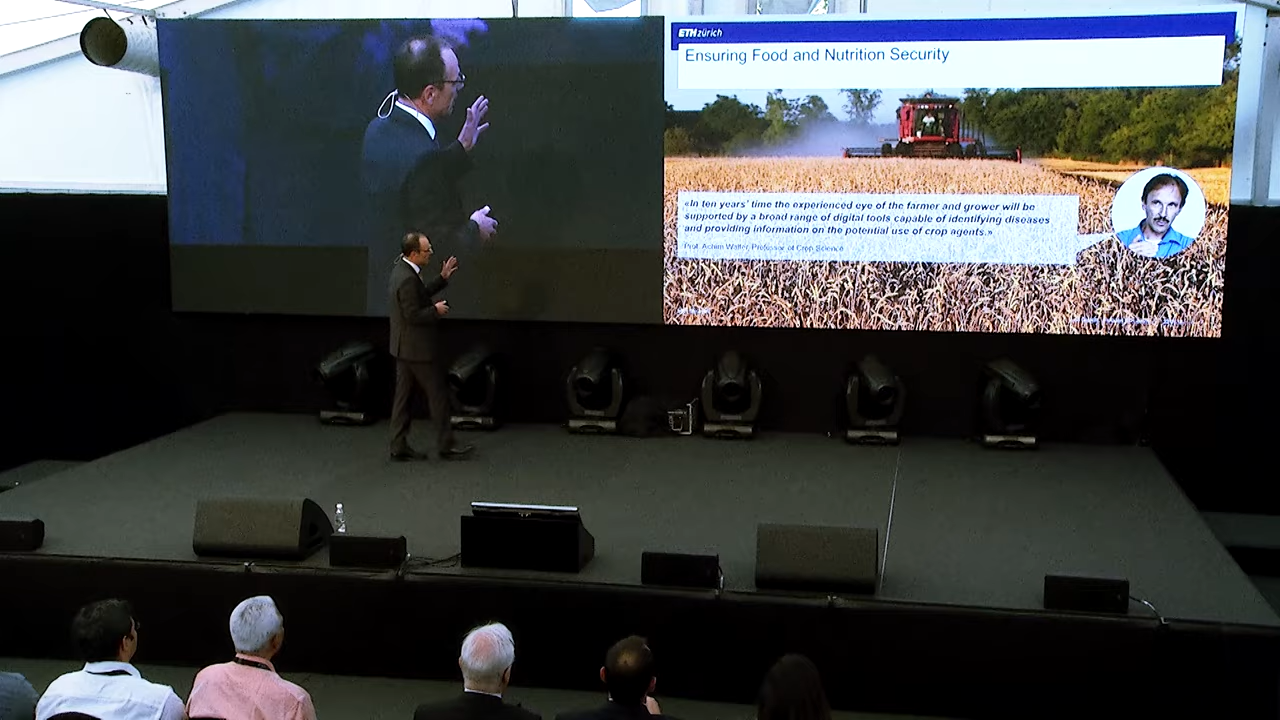 ETH zürich
Ensuring Food and Nutrition Security
«In ten years' time the experienced eye of the farmer and grower will be
supported by a broad range of digital tools capable of identifying diseases
and providing information on the potential use of crop agents.»
Prof. Achim Walter, Professor of Crop Science